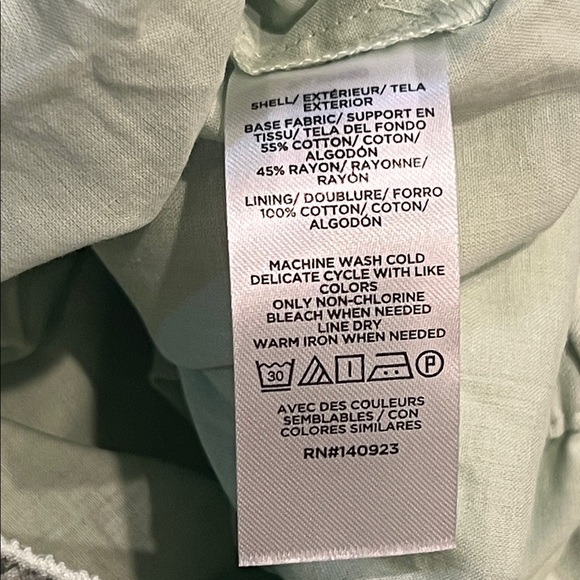 SHELL/ EXTÉRIEUR/ TELA
EXTERIOR
BASE FABRIC/ SUPPORT EN
TISSU/ TELA DEL FONDO
55% COTTON/ COTON/
ALGODÓN
45% RAYON/ RAYONNE/
RAYÓN
LINING/ DOUBLURE/ FORRO
100% COTTON/ COTON/
ALGODÓN
MACHINE WASH COLD
DELICATE CYCLE WITH LIKE
COLORS
ONLY NON-CHLORINE
BLEACH WHEN NEEDED
LINE DRY
WARM IRON WHEN NEEDED
30 P
AVEC DES COULEURS
SEMBLABLES / CON
COLORES SIMILARES
RN#140923